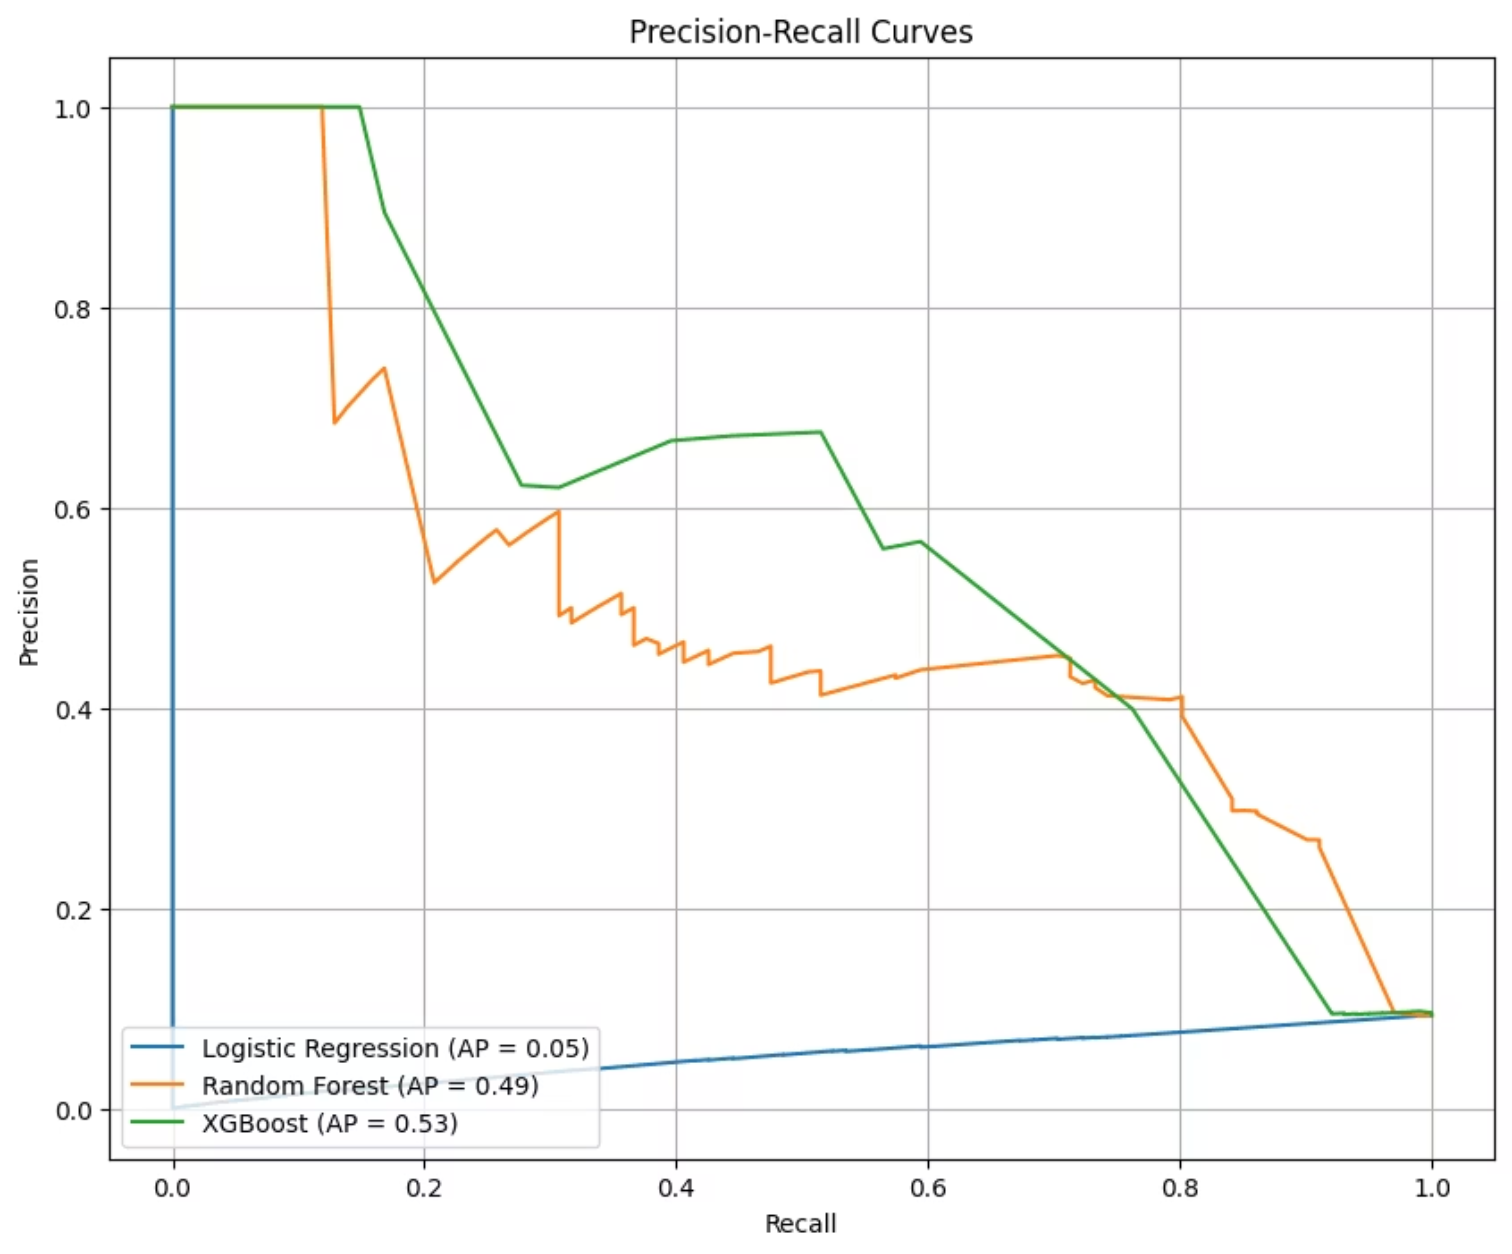 Precision-Recall Curves
1.0
0.8
0.6
0.4
0.2
0.0
Precision
Logistic Regression (AP = 0.05)
Random Forest (AP = 0.49)
XGBoost (AP = 0.53)
0.0 0.2 0.4 0.6 0.8 1.0
Recall